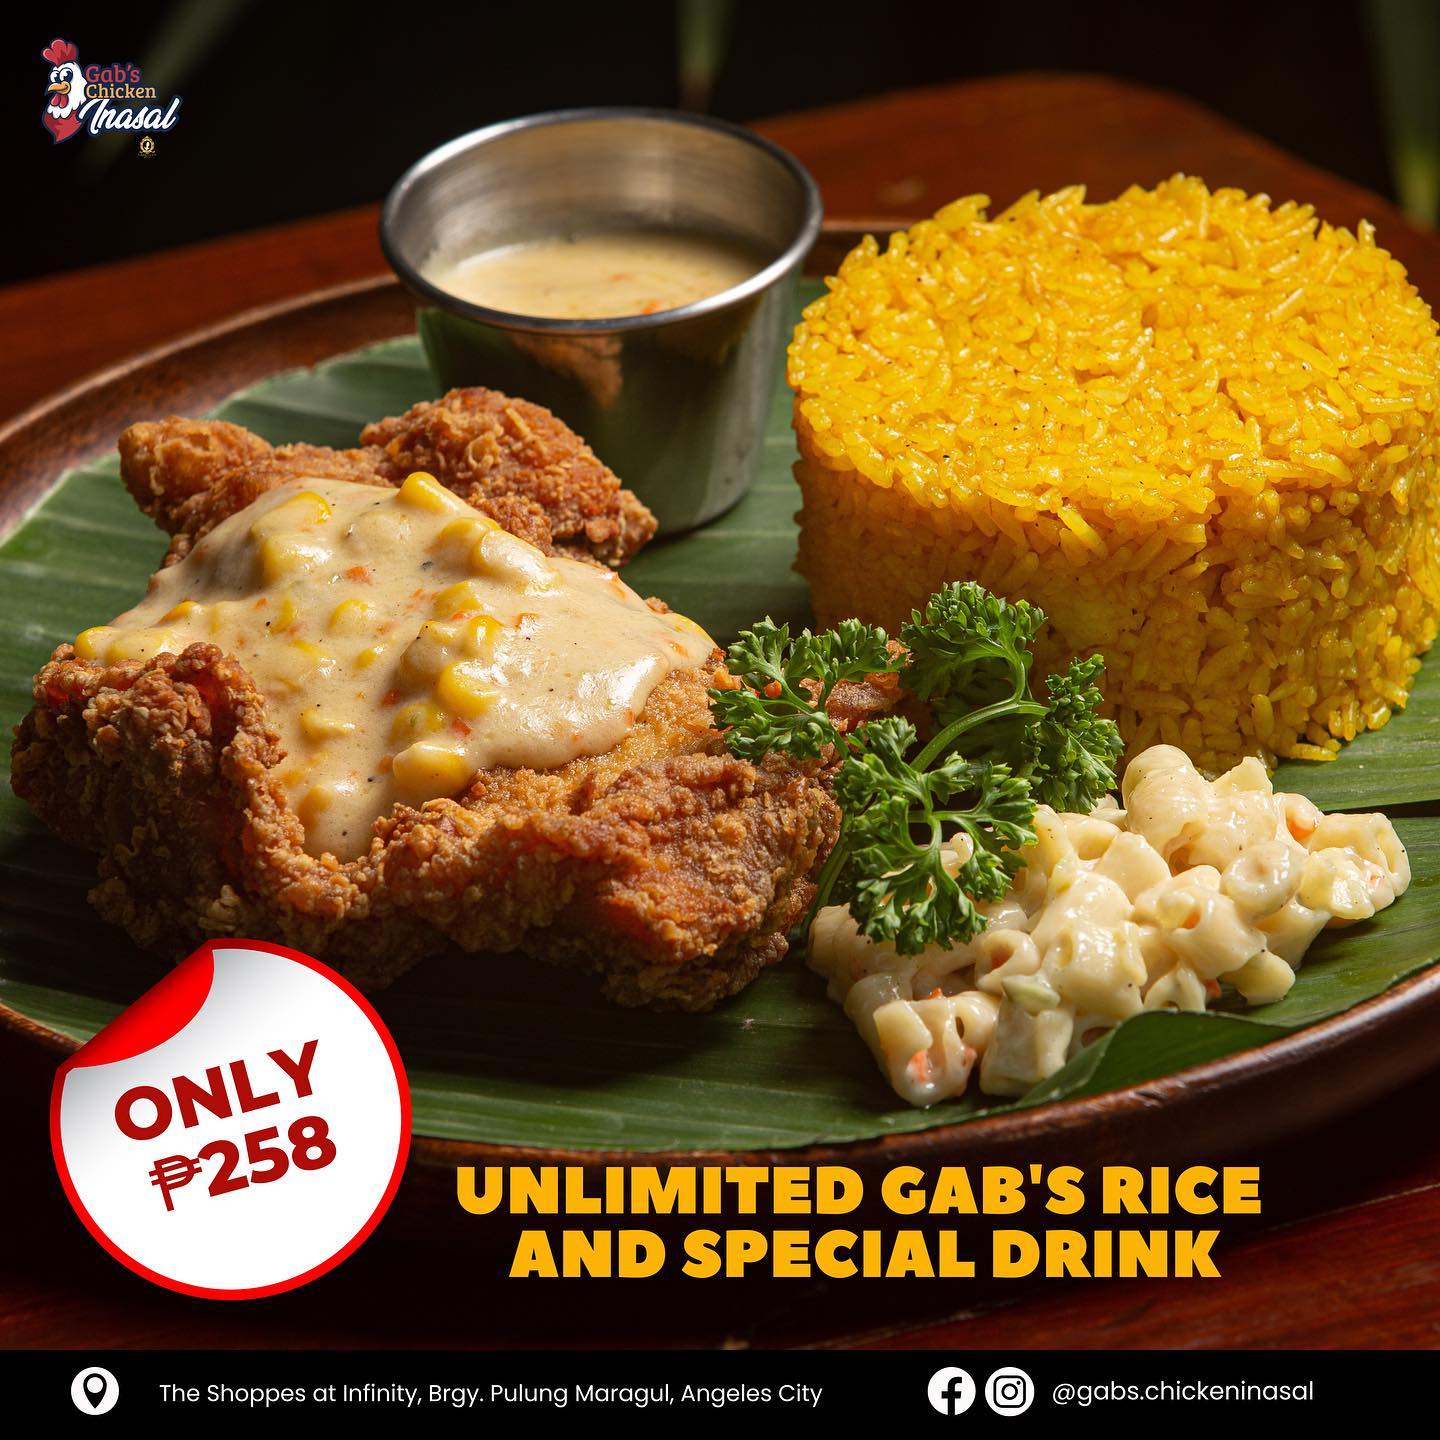 Gab's
Chicken
Inasal
ONLY
₱258
UNLIMITED GAB'S RICE
AND SPECIAL DRINK
The Shoppes at Infinity, Brgy. Pulung Maragul, Angeles City
@gabs.chickeninasal